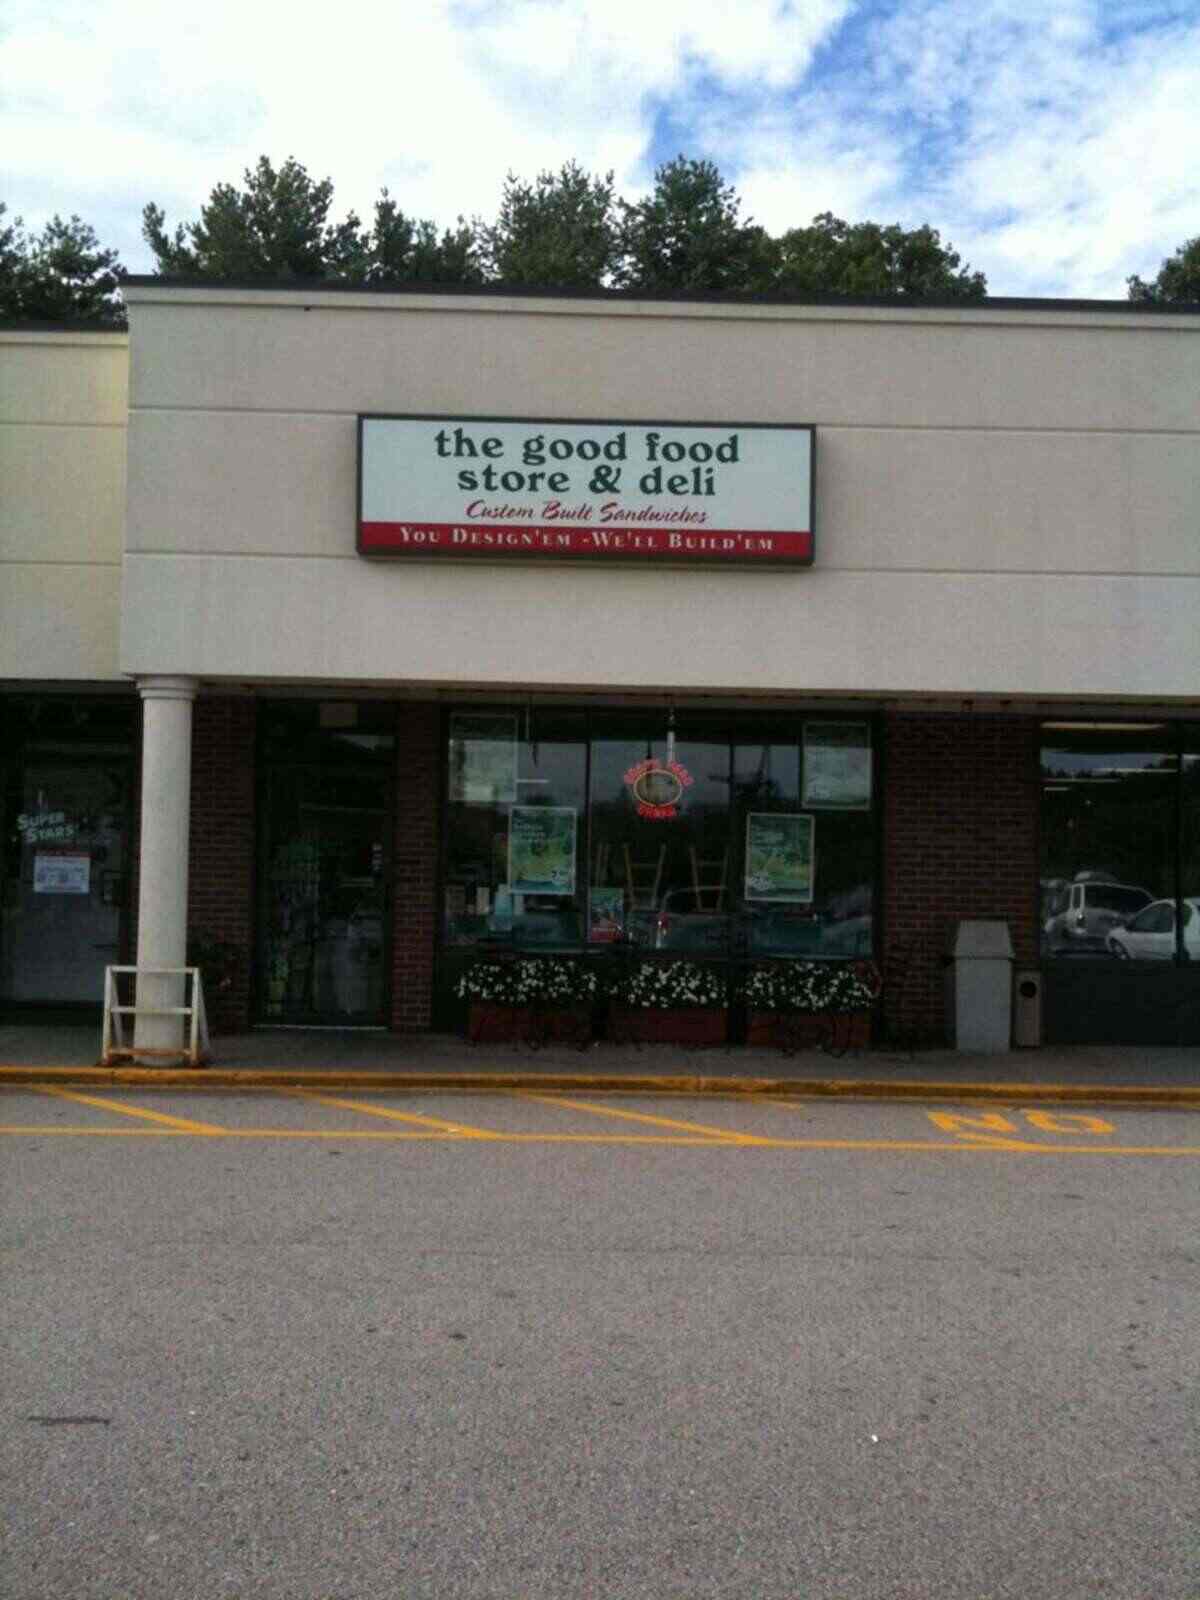 the good food
store & deli
Custom Built Sandwiches
YOU DESIGN'EM - WE'LL BUILD'EM
SUPER
STARS
NO